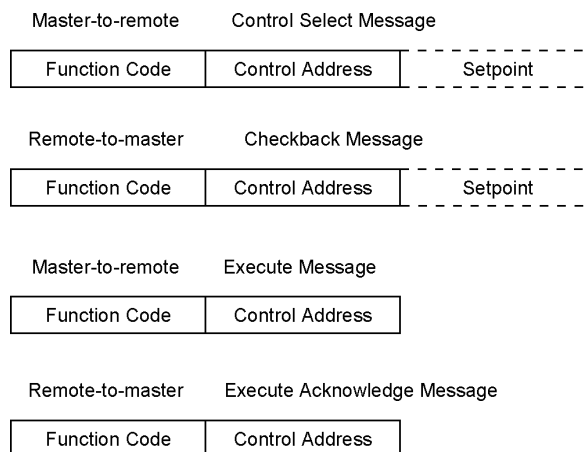 Master-to-remote Control Select Message
Function Code Control Address Setpoint
Remote-to-master Checkback Message
Function Code Control Address Setpoint
Master-to-remote Execute Message
Function Code Control Address
Remote-to-master Execute Acknowledge Message
Function Code Control Address